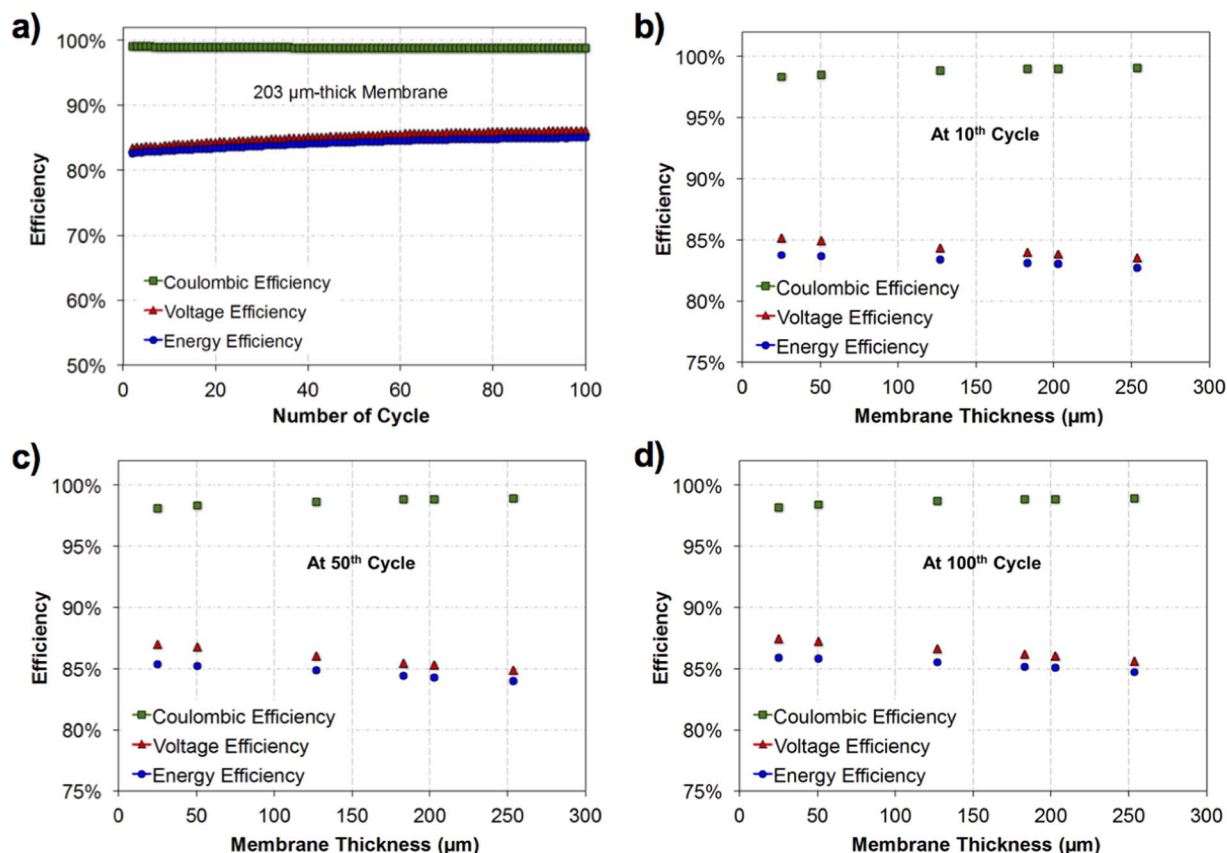 a)
100%
90%
80%
70%
60%
50%
Efficiency
203 µm-thick Membrane
Coulombic Efficiency
Voltage Efficiency
Energy Efficiency
0
20
40
60
80
100
Number of Cycle
b)
100%
95%
90%
85%
80%
75%
Efficiency
At 10th Cycle
Coulombic Efficiency
Voltage Efficiency
Energy Efficiency
0
50
100
150
200
250
300
Membrane Thickness (µm)
c)
100%
95%
90%
85%
80%
75%
Efficiency
At 50th Cycle
Coulombic Efficiency
Voltage Efficiency
Energy Efficiency
0
50
100
150
200
250
300
Membrane Thickness (µm)
d)
100%
95%
90%
85%
80%
75%
Efficiency
At 100th Cycle
Coulombic Efficiency
Voltage Efficiency
Energy Efficiency
0
50
100
150
200
250
300
Membrane Thickness (µm)